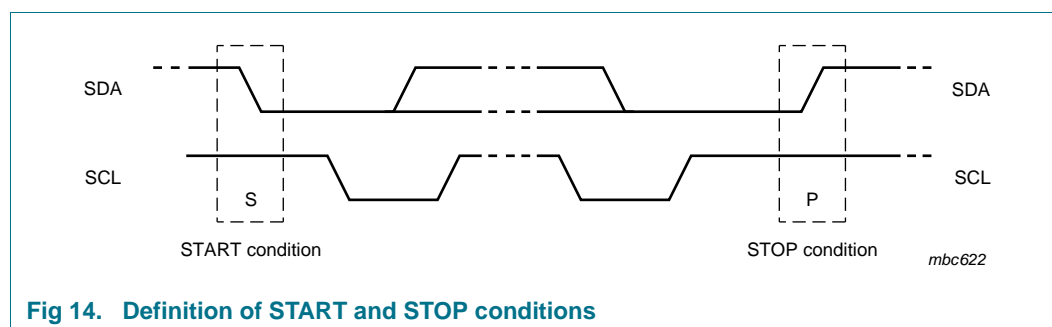 SDA SDA
SCL SCL
S P
START condition STOP condition
mbc622
Fig 14. Definition of START and STOP conditions